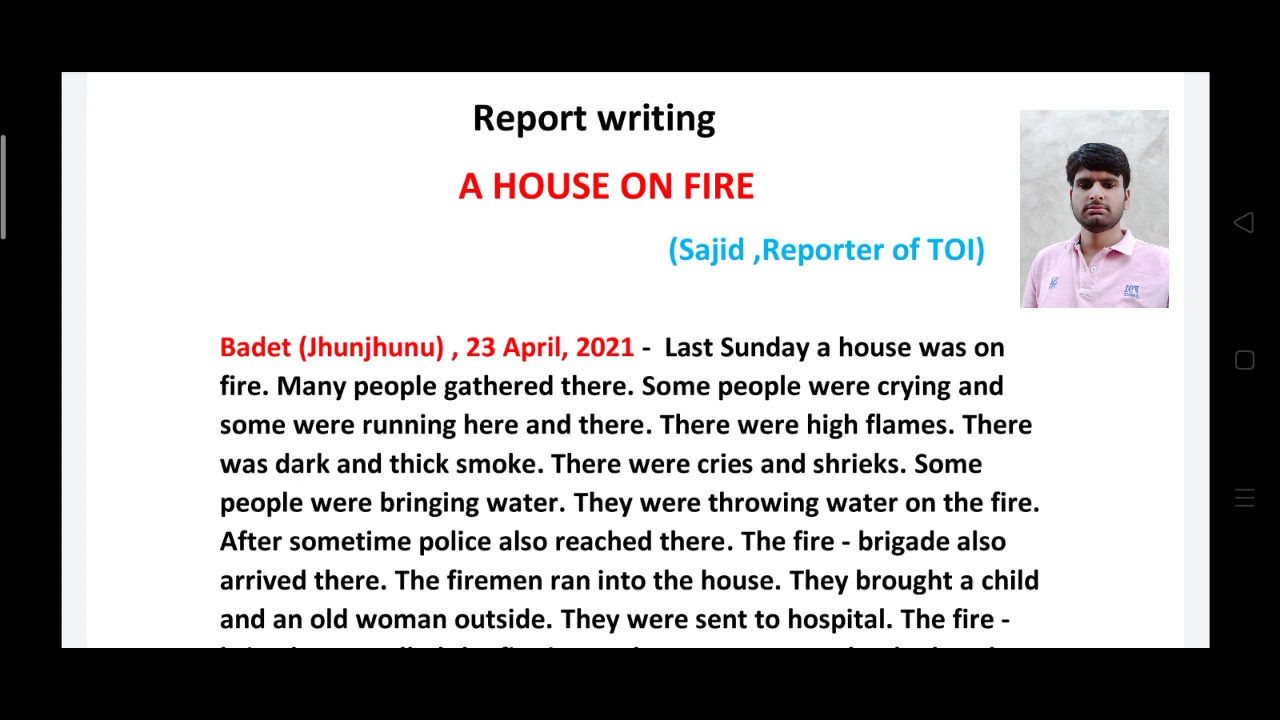 Report writing
A HOUSE ON FIRE
(Sajid ,Reporter of TOI)
Badet (Jhunjhunu) , 23 April, 2021 - Last Sunday a house was on
fire. Many people gathered there. Some people were crying and
some were running here and there. There were high flames. There
was dark and thick smoke. There were cries and shrieks. Some
people were bringing water. They were throwing water on the fire.
After sometime police also reached there. The fire - brigade also
arrived there. The firemen ran into the house. They brought a child
and an old woman outside. They were sent to hospital. The fire -